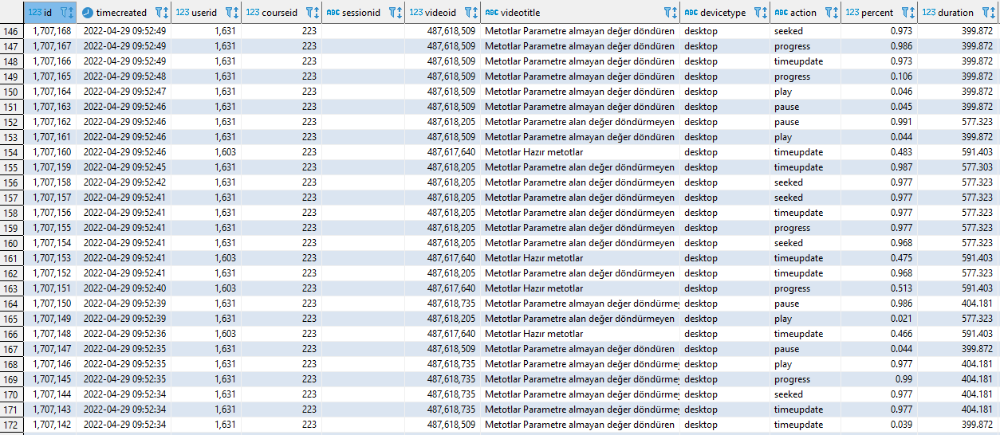 123 id timecreated 123 userid 123 courseid ABC sessionid 123 videoid ABC videotitle ABC devicetype ABC action 123 percent 123 duration
146 1,707,168 2022-04-29 09:52:49 1,631 223 487,618,509 Metotlar Parametre almayan değer döndüren desktop seeked 0.973 399.872
147 1,707,167 2022-04-29 09:52:49 1,631 223 487,618,509 Metotlar Parametre almayan değer döndüren desktop progress 0.986 399.872
148 1,707,166 2022-04-29 09:52:49 1,631 223 487,618,509 Metotlar Parametre almayan değer döndüren desktop timeupdate 0.973 399.872
149 1,707,165 2022-04-29 09:52:48 1,631 223 487,618,509 Metotlar Parametre almayan değer döndüren desktop progress 0.106 399.872
150 1,707,164 2022-04-29 09:52:47 1,631 223 487,618,509 Metotlar Parametre almayan değer döndüren desktop play 0.046 399.872
151 1,707,163 2022-04-29 09:52:46 1,631 223 487,618,509 Metotlar Parametre almayan değer döndüren desktop pause 0.045 399.872
152 1,707,162 2022-04-29 09:52:46 1,631 223 487,618,205 Metotlar Parametre alan değer döndürmeyen desktop pause 0.991 577.323
153 1,707,161 2022-04-29 09:52:46 1,631 223 487,618,509 Metotlar Parametre almayan değer döndüren desktop play 0.044 399.872
154 1,707,160 2022-04-29 09:52:46 1,603 223 487,617,640 Metotlar Hazır metotlar desktop timeupdate 0.483 591.403
155 1,707,159 2022-04-29 09:52:45 1,631 223 487,618,205 Metotlar Parametre alan değer döndürmeyen desktop timeupdate 0.987 577.303
156 1,707,158 2022-04-29 09:52:42 1,631 223 487,618,205 Metotlar Parametre alan değer döndürmeyen desktop seeked 0.977 577.323
157 1,707,157 2022-04-29 09:52:41 1,631 223 487,618,205 Metotlar Parametre alan değer döndürmeyen desktop seeked 0.977 577.323
158 1,707,156 2022-04-29 09:52:41 1,631 223 487,618,205 Metotlar Parametre alan değer döndürmeyen desktop timeupdate 0.977 577.323
159 1,707,155 2022-04-29 09:52:41 1,631 223 487,618,205 Metotlar Parametre alan değer döndürmeyen desktop progress 0.977 577.323
160 1,707,154 2022-04-29 09:52:41 1,631 223 487,618,205 Metotlar Parametre alan değer döndürmeyen desktop seeked 0.968 577.323
161 1,707,153 2022-04-29 09:52:41 1,603 223 487,617,640 Metotlar Hazır metotlar desktop timeupdate 0.475 591.403
162 1,707,152 2022-04-29 09:52:41 1,631 223 487,618,205 Metotlar Parametre alan değer döndürmeyen desktop timeupdate 0.968 577.323
163 1,707,151 2022-04-29 09:52:40 1,603 223 487,617,640 Metotlar Hazır metotlar desktop progress 0.513 591.403
164 1,707,150 2022-04-29 09:52:39 1,631 223 487,618,735 Metotlar Parametre almayan değer döndürmey desktop pause 0.986 404.181
165 1,707,149 2022-04-29 09:52:39 1,631 223 487,618,205 Metotlar Parametre alan değer döndürmeyen desktop play 0.021 577.323
166 1,707,148 2022-04-29 09:52:36 1,603 223 487,617,640 Metotlar Hazır metotlar desktop timeupdate 0.466 591.403
167 1,707,147 2022-04-29 09:52:35 1,631 223 487,618,509 Metotlar Parametre almayan değer döndüren desktop pause 0.044 399.872
168 1,707,146 2022-04-29 09:52:35 1,631 223 487,618,735 Metotlar Parametre almayan değer döndürmey desktop play 0.977 404.181
169 1,707,145 2022-04-29 09:52:35 1,631 223 487,618,735 Metotlar Parametre almayan değer döndürmey desktop progress 0.99 404.181
170 1,707,144 2022-04-29 09:52:34 1,631 223 487,618,735 Metotlar Parametre almayan değer döndürmey desktop seeked 0.977 404.181
171 1,707,143 2022-04-29 09:52:34 1,631 223 487,618,735 Metotlar Parametre almayan değer döndürmey desktop timeupdate 0.977 404.181
172 1,707,142 2022-04-29 09:52:34 1,631 223 487,618,509 Metotlar Parametre almayan değer döndüren desktop timeupdate 0.039 399.872